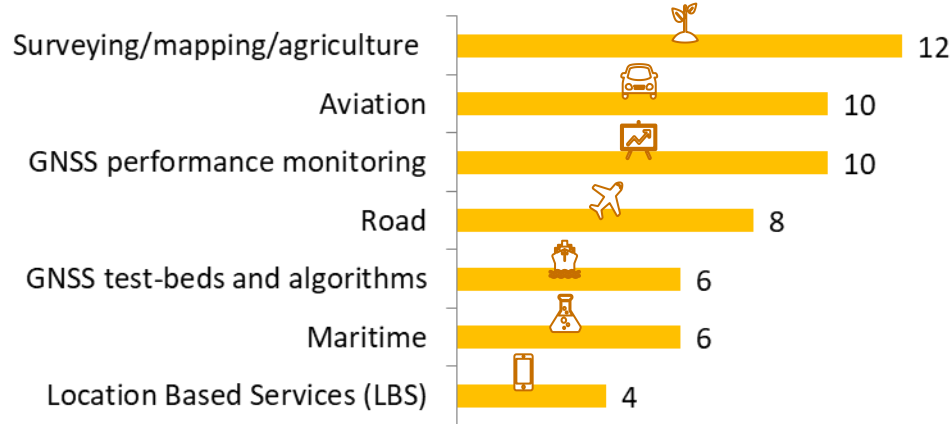 Surveying/mapping/agriculture 12
Aviation 10
GNSS performance monitoring 10
Road 8
GNSS test-beds and algorithms 6
Maritime 6
Location Based Services (LBS) 4